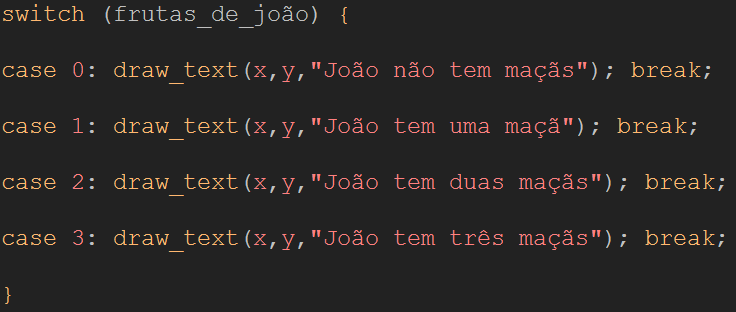 switch (frutas_de_joão) {
case 0: draw_text(x,y,"João não tem maçãs"); break;
case 1: draw_text(x,y,"João tem uma maçã"); break;
case 2: draw_text(x,y,"João tem duas maçãs"); break;
case 3: draw_text(x,y,"João tem três maçãs"); break;
}